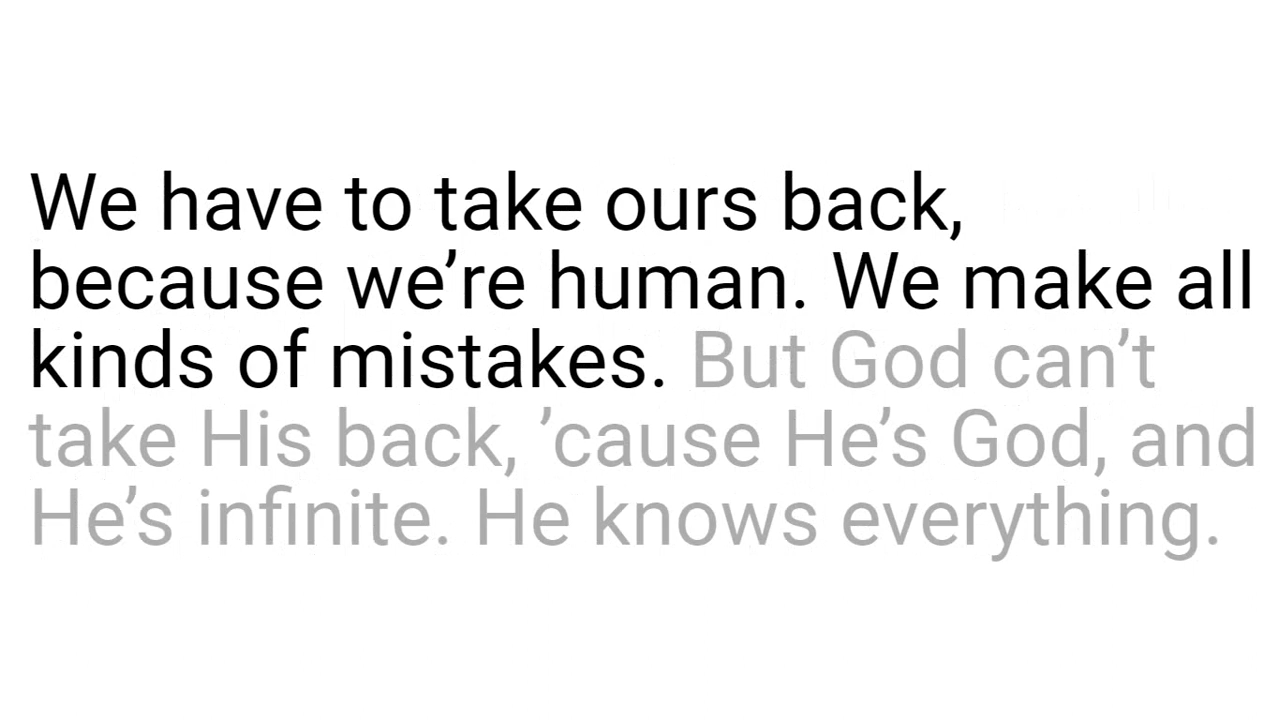 We have to take ours back,
because we’re human. We make all
kinds of mistakes. But God can’t
take His back, ’cause He’s God, and
He’s infinite. He knows everything.